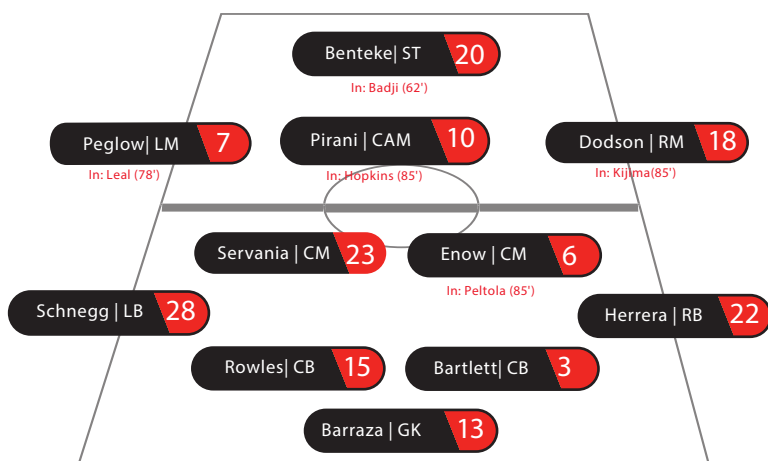 Benteke| ST 20
In: Badji (62')
Peglow| LM 7
In: Leal (78')
Pirani | CAM 10
In: Hopkins (85')
Dodson | RM 18
In: Kijima(85')
Servania | CM 23
Enow | CM 6
In: Peltola (85')
Schnegg | LB 28
Herrera | RB 22
Rowles| CB 15
Bartlett| CB 3
Barraza | GK 13